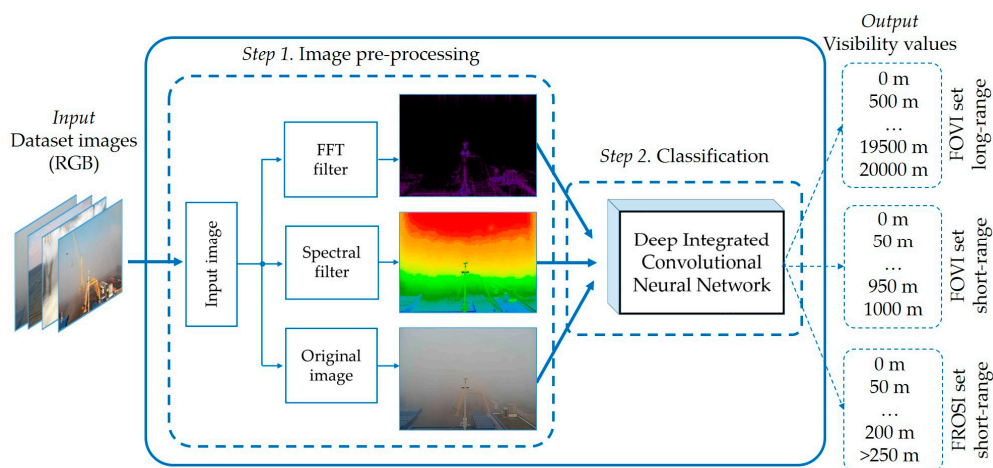 Input
Dataset images
(RGB)
Step 1. Image pre-processing
Input image
FFT
filter
Spectral
filter
Original
image
Step 2. Classification
Deep Integrated
Convolutional
Neural Network
Output
Visibility values
0 m
500 m
...
19500 m
20000 m
FOVI set
long-range
0 m
50 m
...
950 m
1000 m
FOVI set
short-range
0 m
50 m
...
200 m
>250 m
FROSI set
short-range